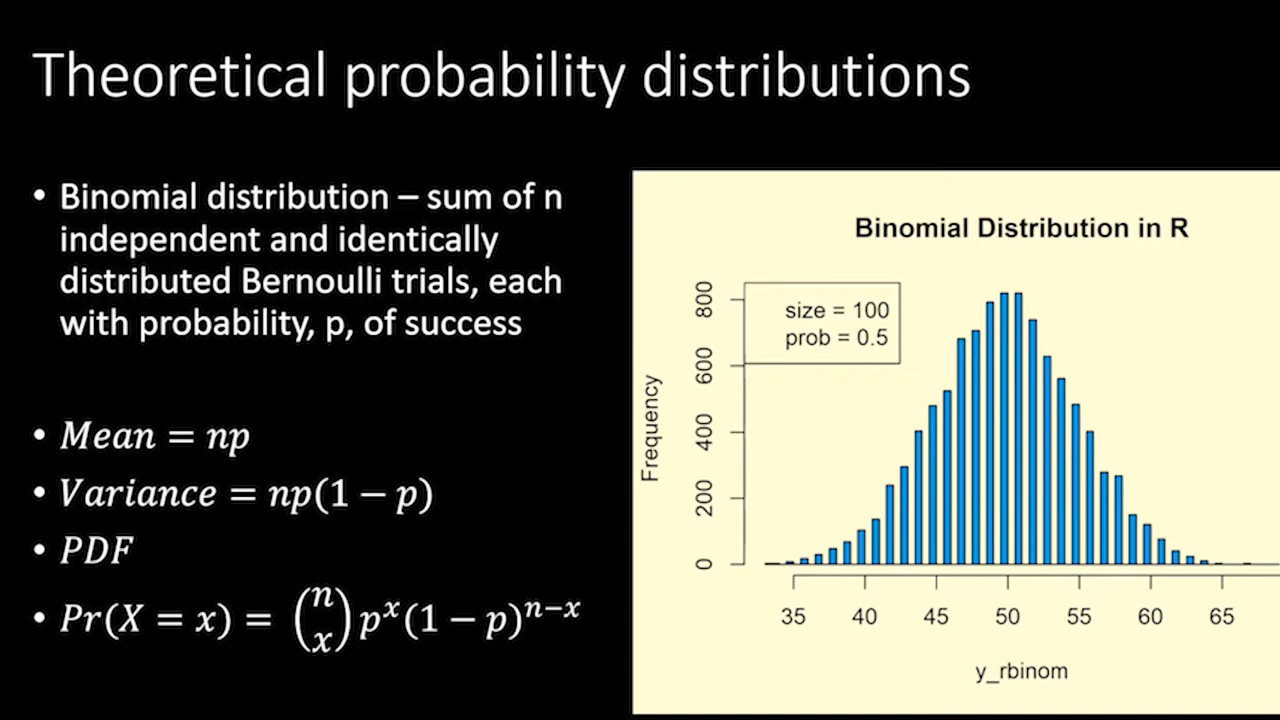 Theoretical probability distributions
• Binomial distribution – sum of n
independent and identically
distributed Bernoulli trials, each
with probability, p, of success
• Mean = np
• Variance = np(1 − p)
• PDF
• Pr(X = x) = (n x) p^x (1 − p)^{n−x}
Binomial Distribution in R
size = 100
prob = 0.5
Frequency
800
600
400
200
0
35 40 45 50 55 60 65
y_rbinom